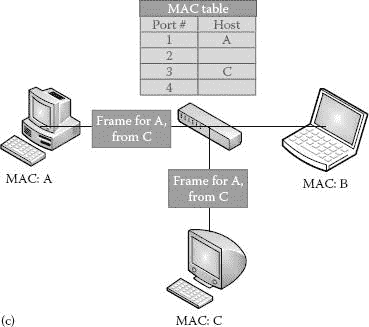 MAC table
Port # Host
1 A
2
3 C
4
Frame for A,
from C
MAC: A
Frame for A,
from C
MAC: B
(c)
MAC: C